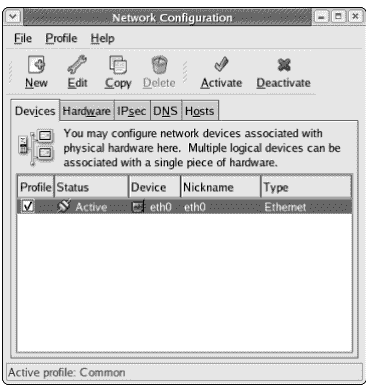 Network Configuration
File Profile Help
New Edit Copy Delete Activate Deactivate
Devices Hardware IPsec DNS Hosts
You may configure network devices associated with
physical hardware here. Multiple logical devices can be
associated with a single piece of hardware.
Profile Status Device Nickname Type
Active eth0 eth0 Ethernet
Active profile: Common